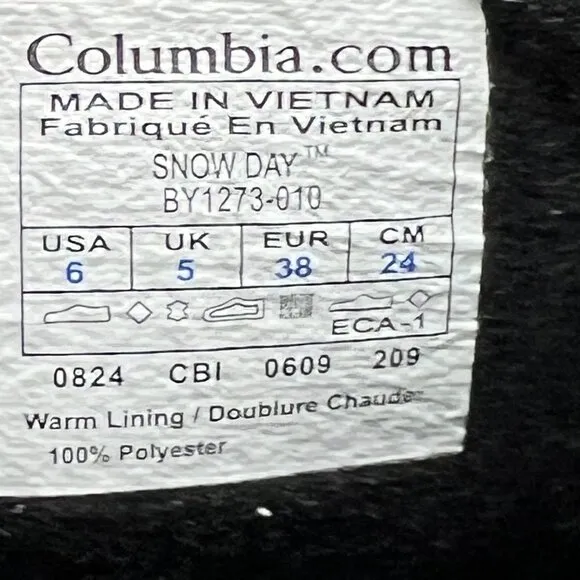 Columbia.com
MADE IN VIETNAM
Fabriqué En Vietnam
SNOW DAY™
BY1273-010
USA UK EUR CM
6 5 38 24
ECA-1
0824 CBI 0609 209
Warm Lining / Doublure Chaude
100% Polyester